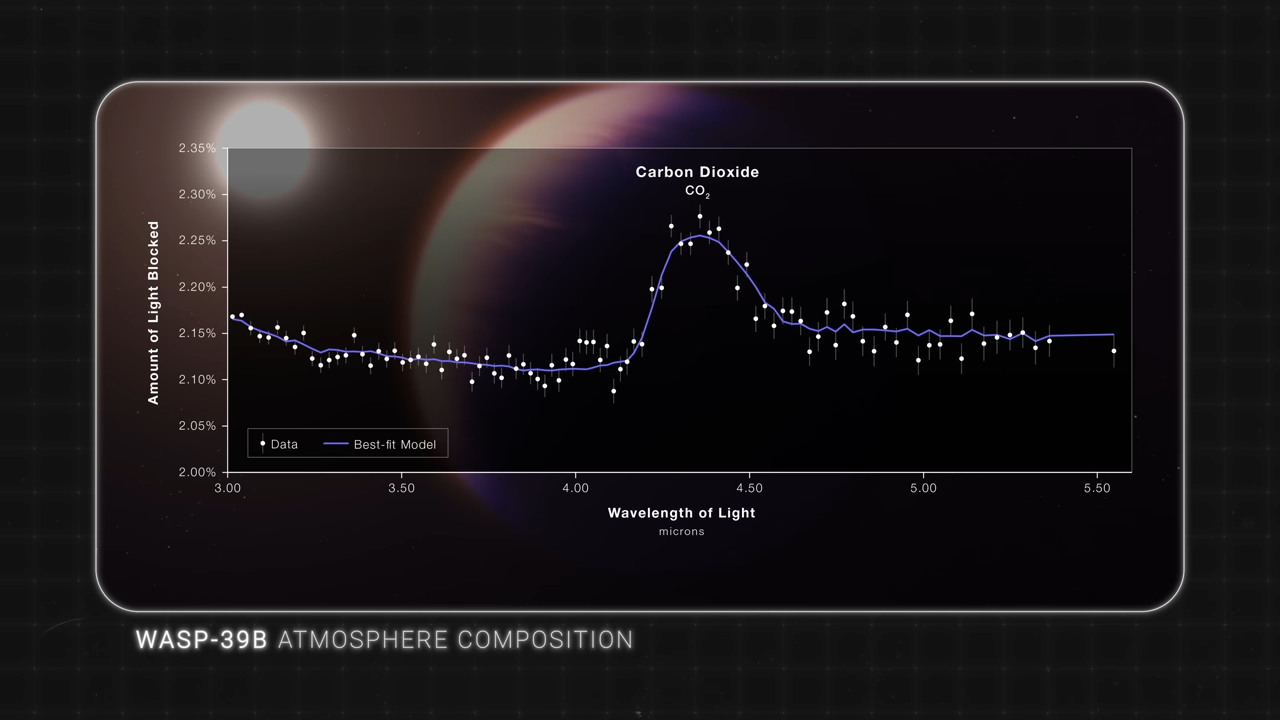 Carbon Dioxide
CO₂
2.35%
2.30%
2.25%
2.20%
2.15%
2.10%
2.05%
2.00%
Amount of Light Blocked
Data
Best-fit Model
3.00 3.50 4.00 4.50 5.00 5.50
Wavelength of Light
microns
WASP-39B ATMOSPHERE COMPOSITION